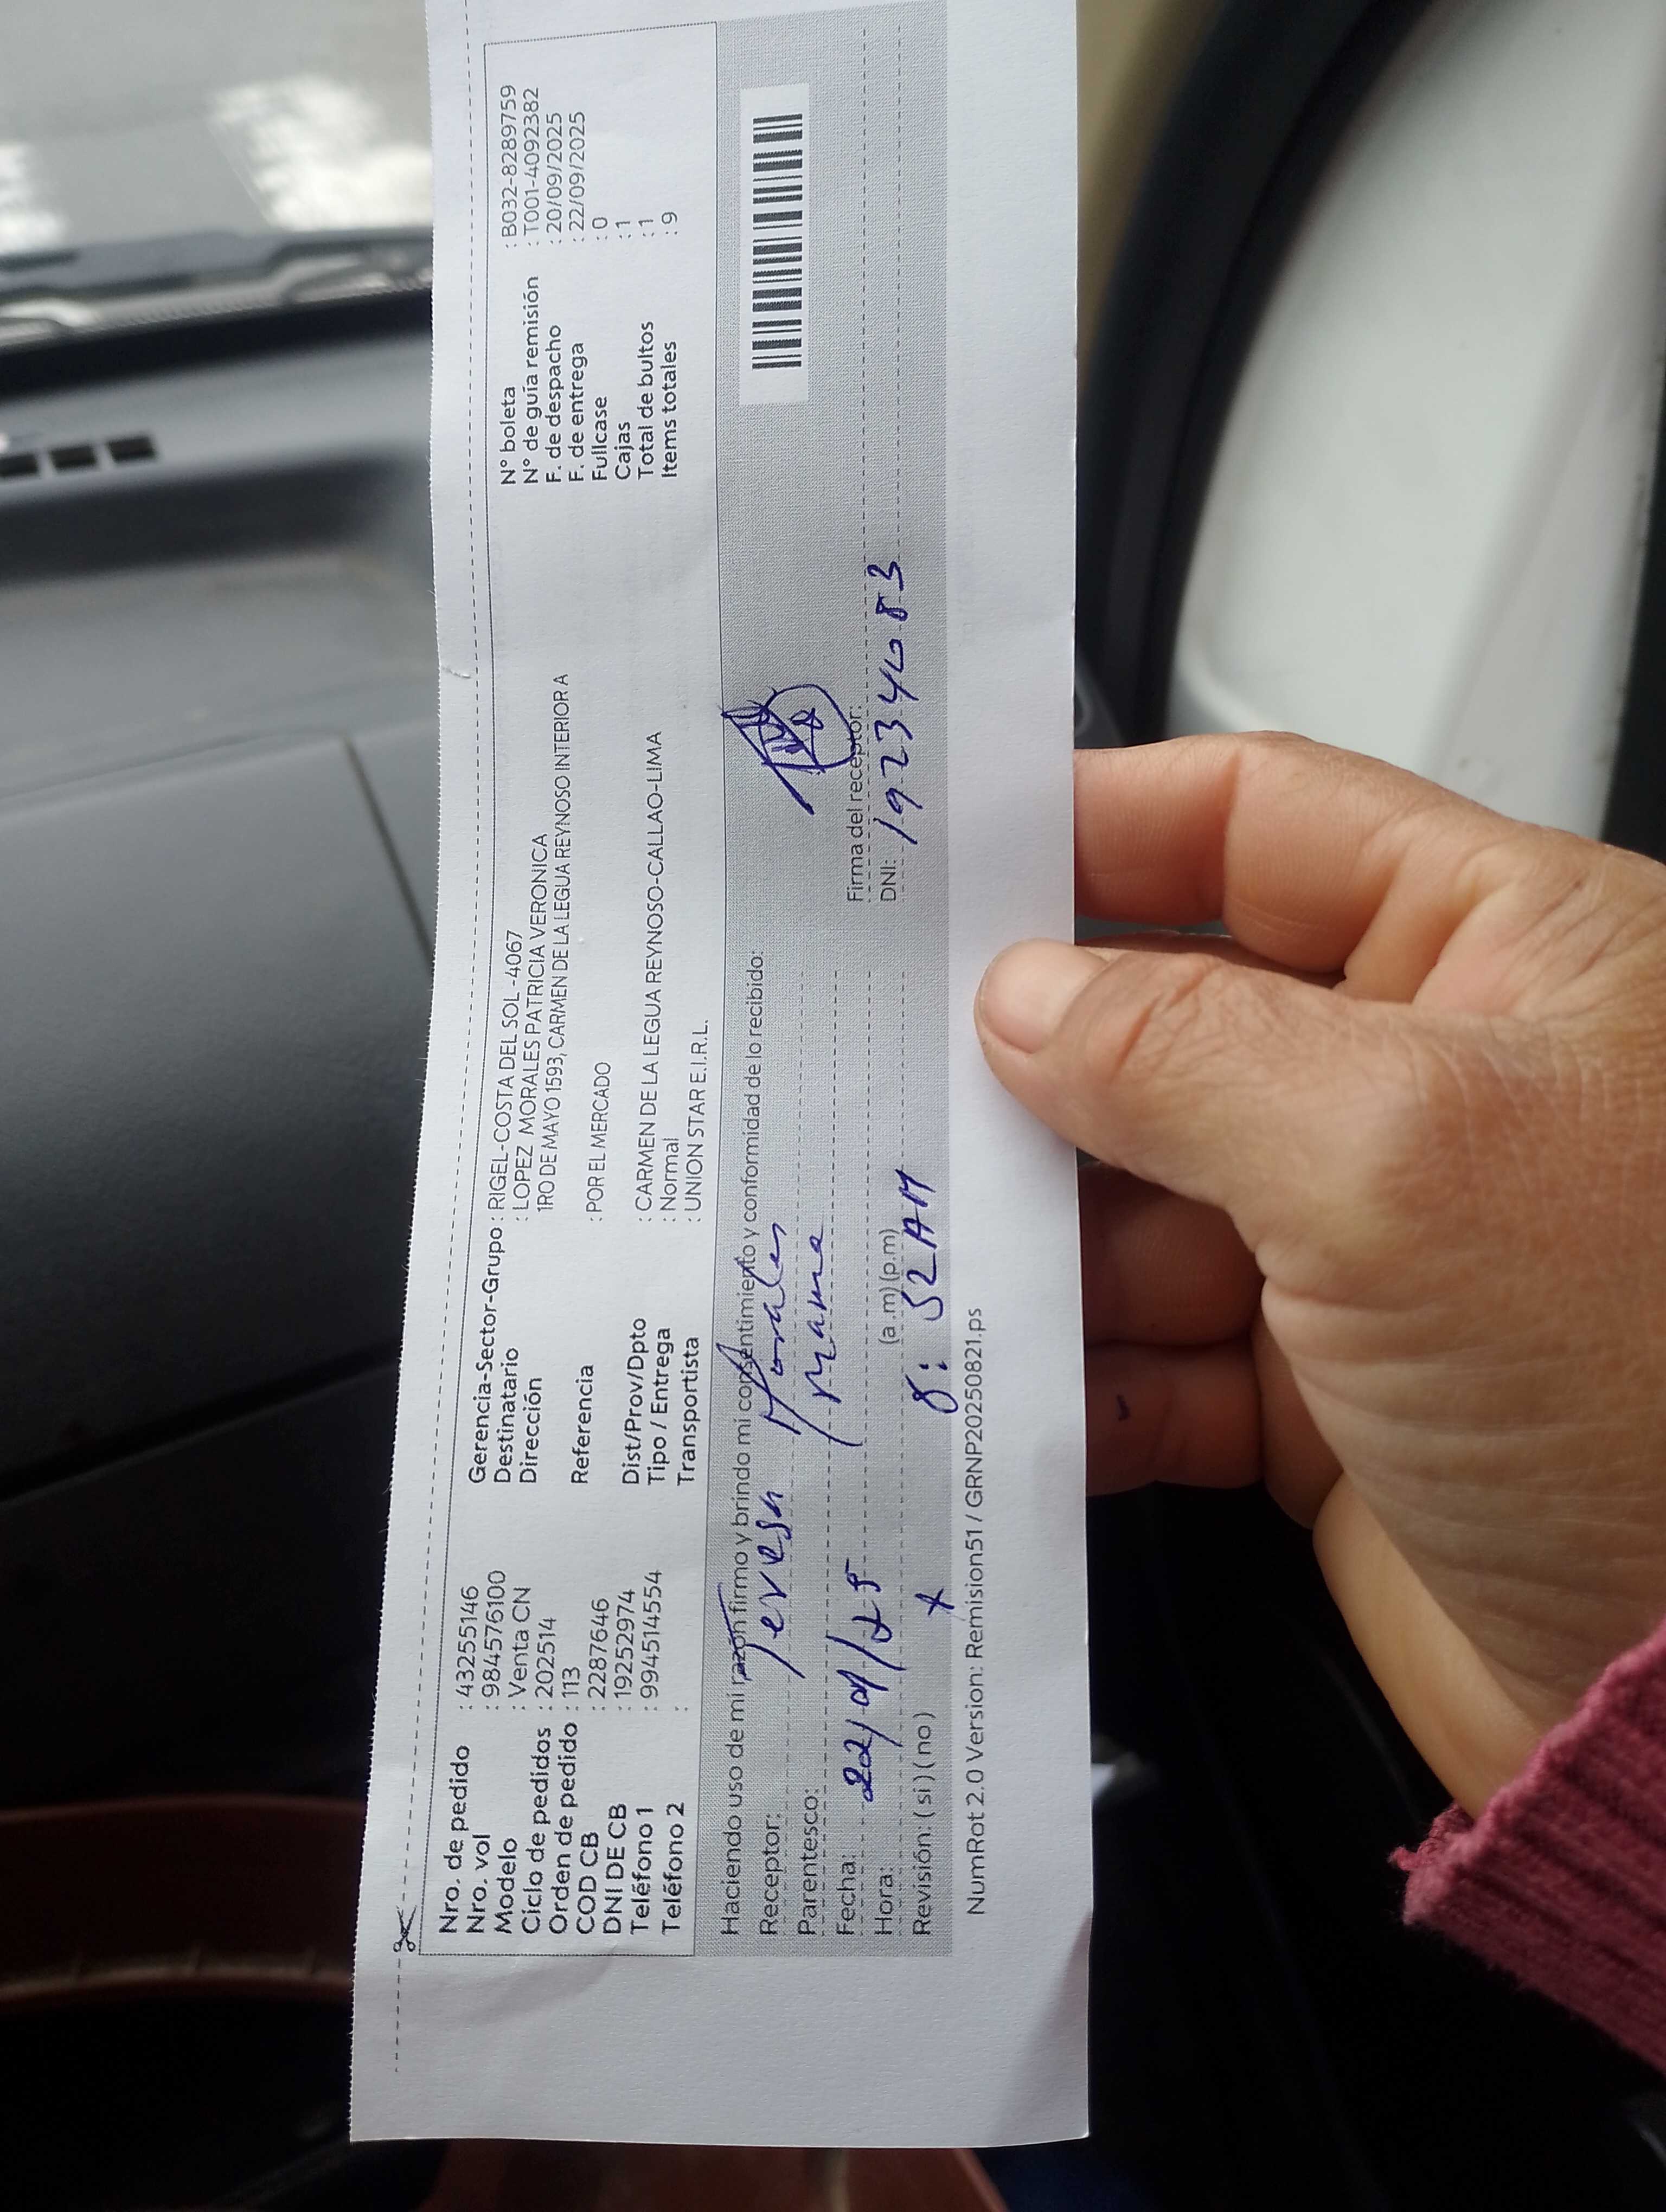 Nro. de pedido : 43255146
Nro. vol : 984576100
Modelo : Venta CN
Ciclo de pedidos : 202514
Orden de pedido : 113
COD CB : 2287646
DNI DE CB : 19252974
Teléfono 1 : 994514554
Teléfono 2 :
Gerencia-Sector-Grupo : RIGEL-COSTA DEL SOL -4067
Destinatario : LOPEZ MORALES PATRICIA VERONICA
Dirección 1RO DE MAYO 1593, CARMEN DE LA LEGUA REYNOSO INTERIOR A
Referencia : POR EL MERCADO
Dist/Prov/Dpto : CARMEN DE LA LEGUA REYNOSO-CALLAO-LIMA
Tipo / Entrega : Normal
Transportista : UNION STAR E.I.R.L.
N° boleta : B032-8289759
N° de guía remisión : T001-4092382
F. de despacho : 20/09/2025
F. de entrega : 22/09/2025
Fullcase : 0
Cajas : 1
Total de bultos : 1
Items totales : 9
Haciendo uso de mi razón firmo y brindo mi consentimiento y conformidad de lo recibido:
Receptor: Teresa Morales
Parentesco: Mama
Fecha: 22/09/25
Hora: (a.m) (p.m) 8:52 AM
Revisión: ( si ) ( no ) x
Firma del receptor:
DNI: 19234683
NumRot 2.0 Version: Remision51 / GRNP20250821.ps